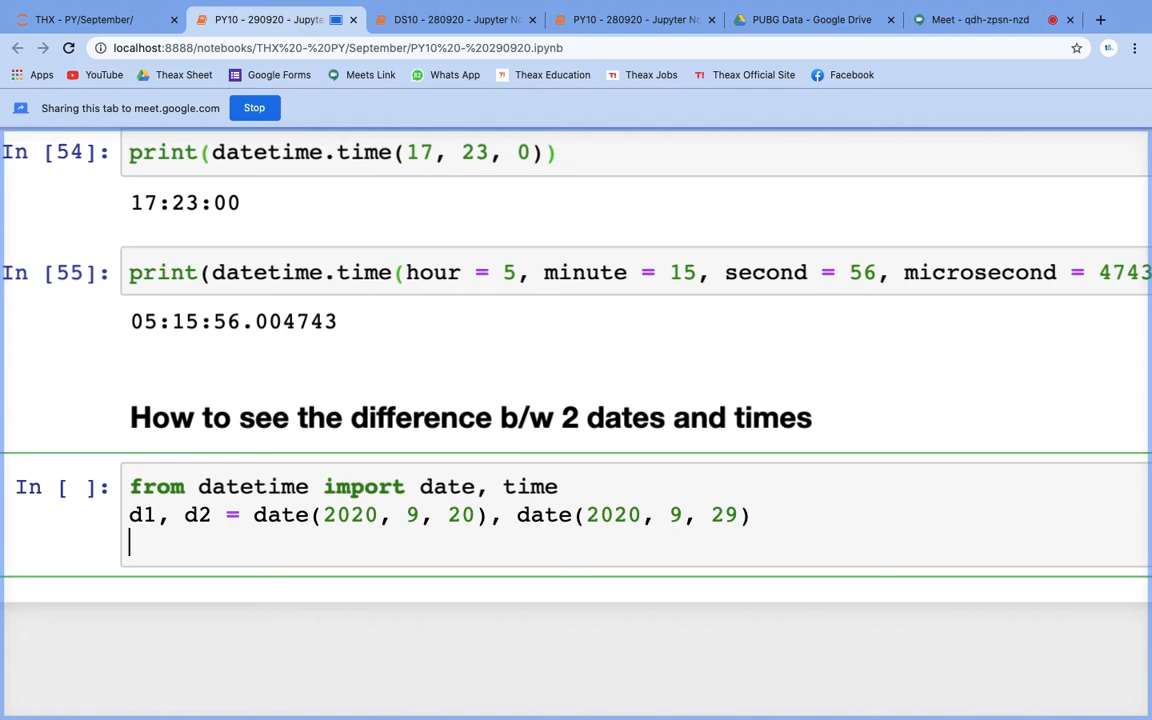 THX - PY/September/
PY10 - 290920 - Jupyte
DS10 - 280920 - Jupyter No
PY10 - 280920 - Jupyter No
PUBG Data - Google Drive
Meet - qdh-zpsn-nzd
localhost:8888/notebooks/THX%20-%20PY/September/PY10%20-%20290920.ipynb
Apps YouTube Theax Sheet Google Forms Meets Link Whats App Theax Education Theax Jobs Theax Official Site Facebook
Sharing this tab to meet.google.com Stop
In [54]: print(datetime.time(17, 23, 0))
17:23:00
In [55]: print(datetime.time(hour = 5, minute = 15, second = 56, microsecond = 4743
05:15:56.004743
How to see the difference b/w 2 dates and times
In [ ]: from datetime import date, time
d1, d2 = date(2020, 9, 20), date(2020, 9, 29)